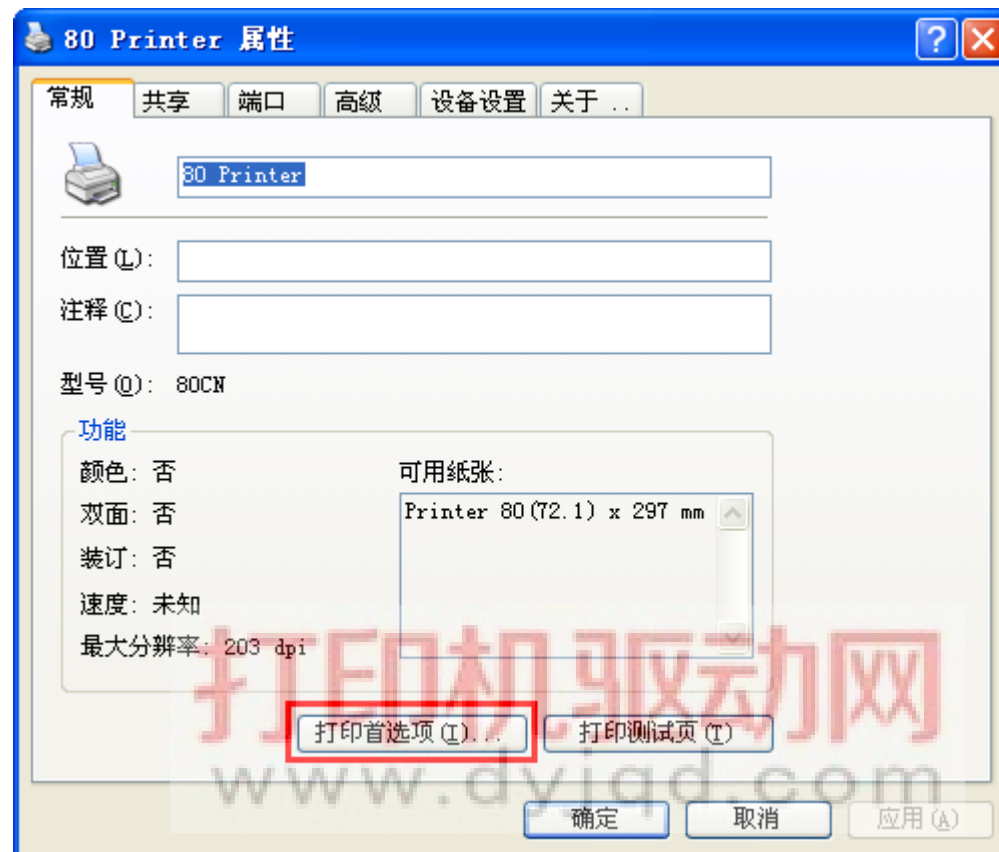 80 Printer 属性
常规 共享 端口 高级 设备设置 关于 ..
80 Printer
位置(L):
注释(C):
型号(O): 80CN
功能
颜色: 否
双面: 否
装订: 否
速度: 未知
最大分辨率: 203 dpi
可用纸张:
Printer 80(72.1) x 297 mm
打印机驱动网
打印首选项(I)... 打印测试页(T)
www.dyjqd.com
确定 取消 应用(A)